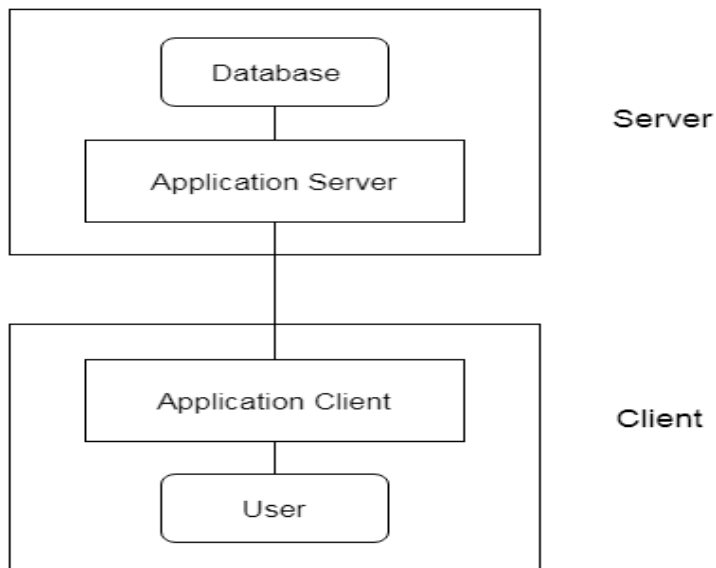 Database
Application Server
Server
Application Client
Client
User